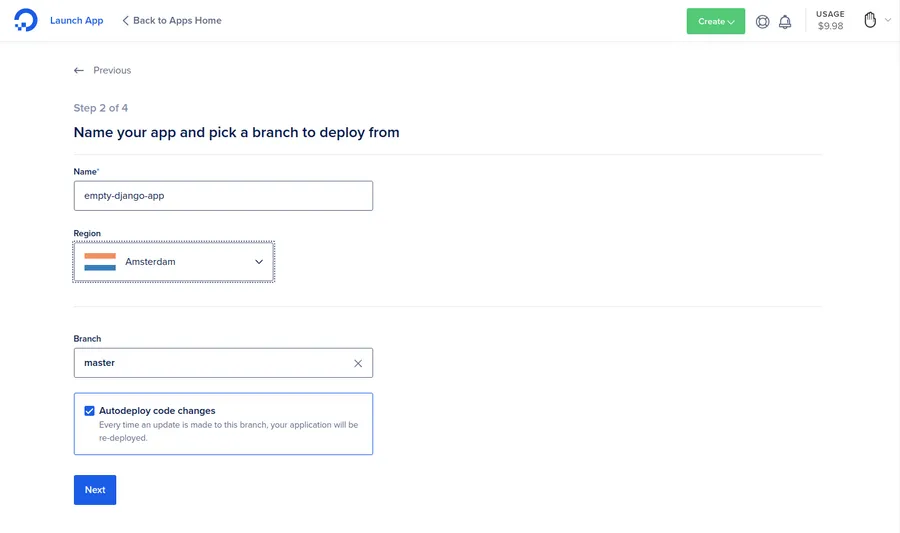 Launch App
Back to Apps Home
Create
USAGE
$9.98
Previous
Step 2 of 4
Name your app and pick a branch to deploy from
Name*
empty-django-app
Region
Amsterdam
Branch
master
Autodeploy code changes
Every time an update is made to this branch, your application will be
re-deployed.
Next